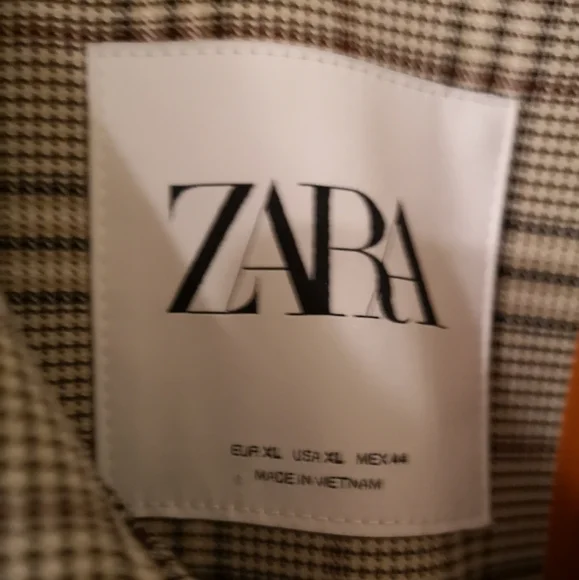 ZARA
EUR XL USA XL MEX 44
MADE IN VIETNAM